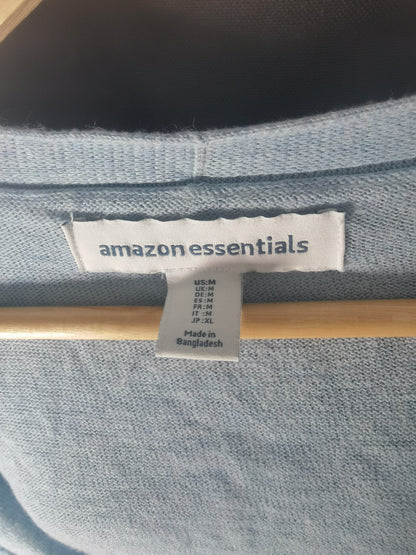 amazon essentials
US:M
UK:M
DE:M
ES:M
FR:M
IT :M
JP:XL
Made in
Bangladesh